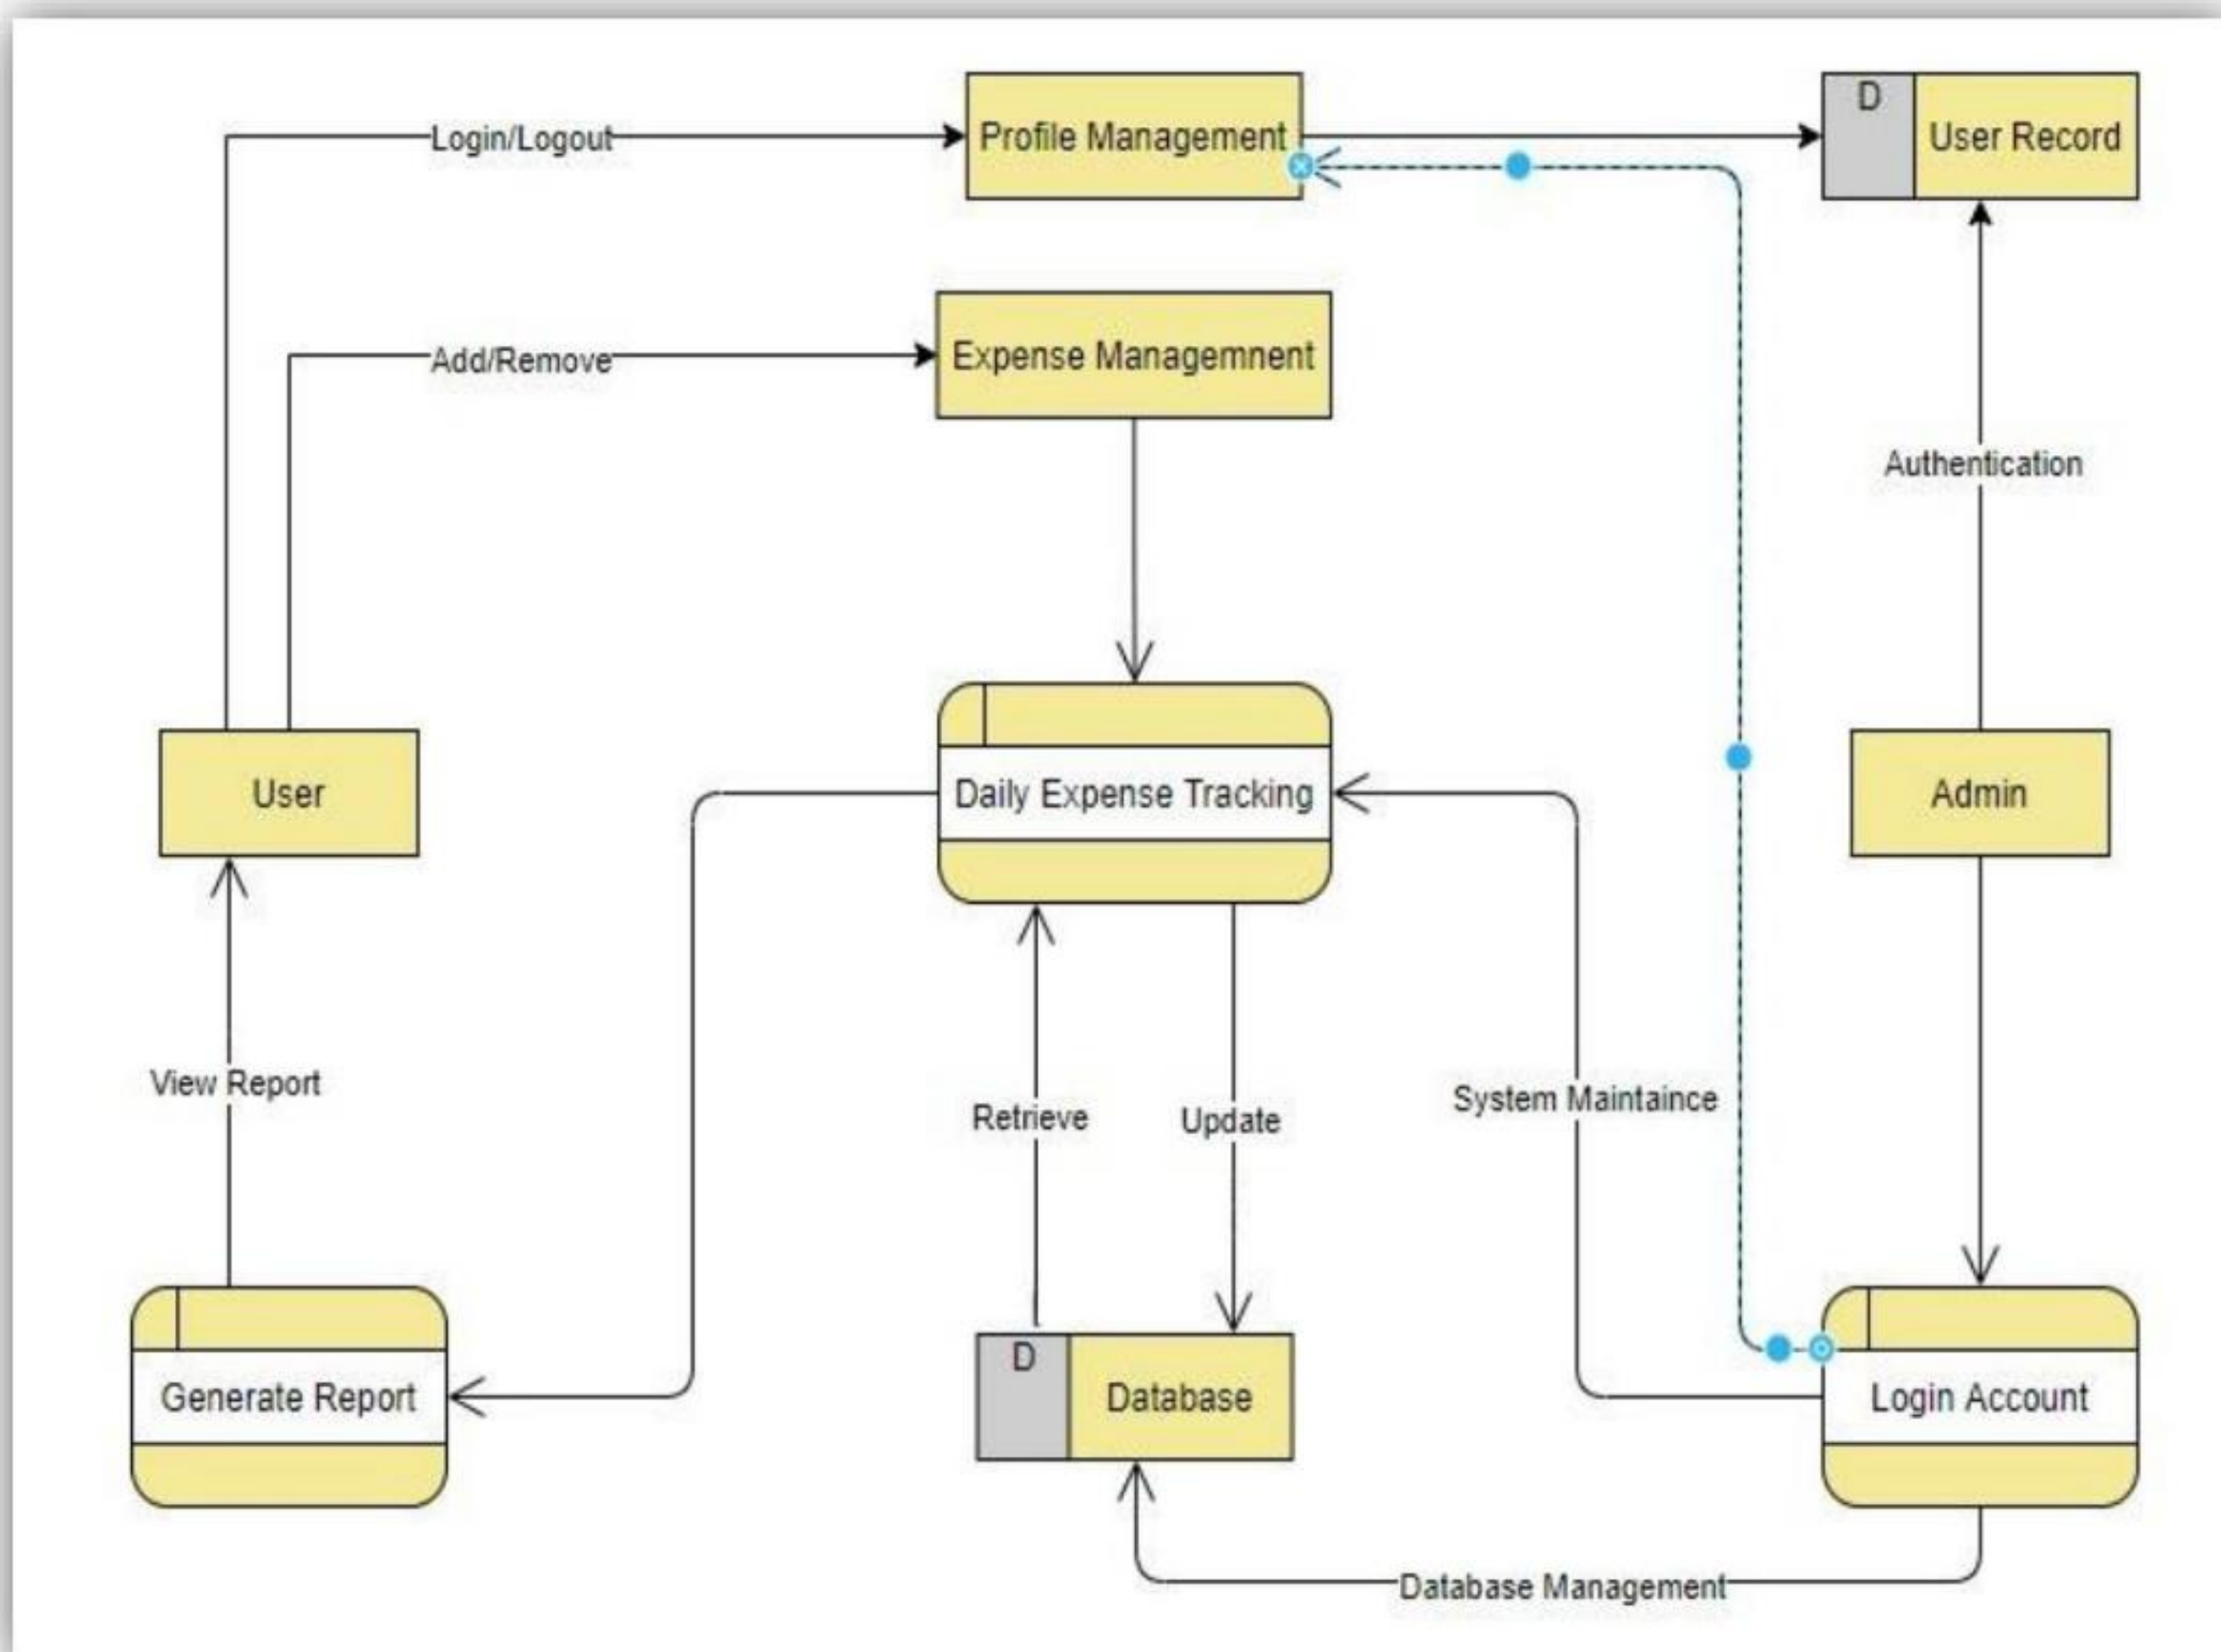 Login/Logout
Profile Management
D
User Record
Add/Remove
Expense Managemnent
Authentication
User
Daily Expense Tracking
Admin
View Report
Retrieve
Update
System Maintaince
Generate Report
D
Database
Login Account
Database Management